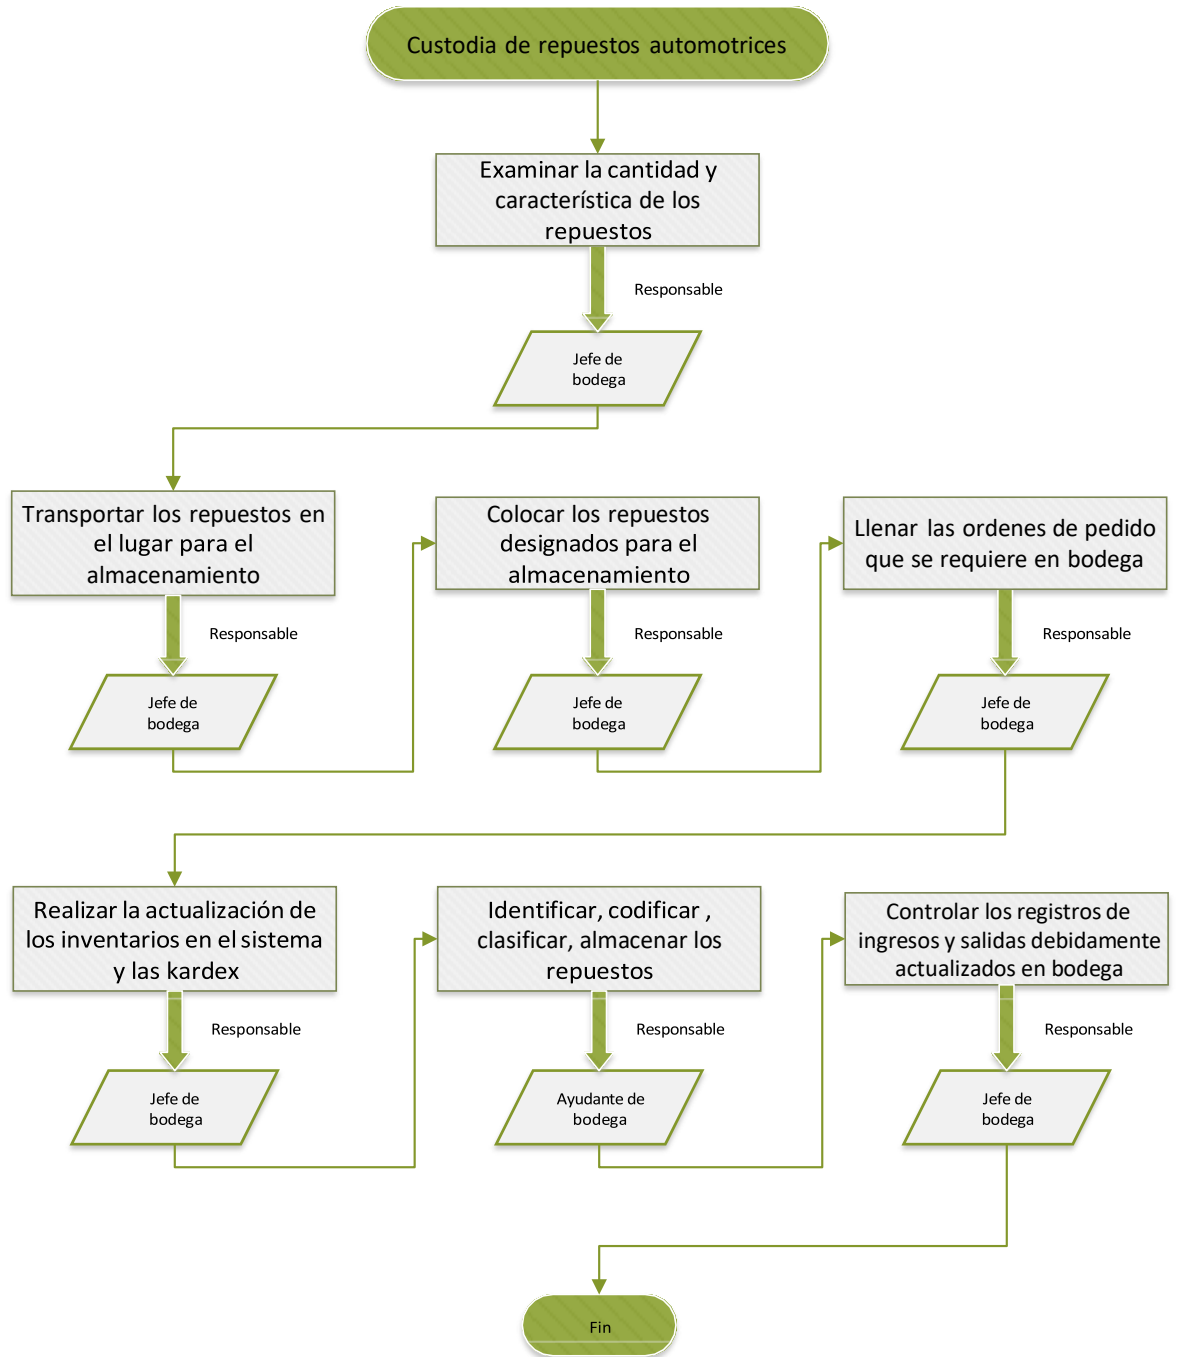 Custodia de repuestos automotrices
Examinar la cantidad y
característica de los
repuestos
Responsable
Jefe de
bodega
Transportar los repuestos en
el lugar para el
almacenamiento
Responsable
Jefe de
bodega
Colocar los repuestos
designados para el
almacenamiento
Responsable
Jefe de
bodega
Llenar las ordenes de pedido
que se requiere en bodega
Responsable
Jefe de
bodega
Realizar la actualización de
los inventarios en el sistema
y las kardex
Responsable
Jefe de
bodega
Identificar, codificar ,
clasificar, almacenar los
repuestos
Responsable
Ayudante de
bodega
Controlar los registros de
ingresos y salidas debidamente
actualizados en bodega
Responsable
Jefe de
bodega
Fin